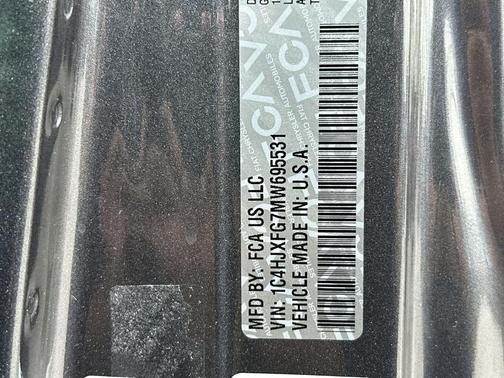 MFD BY: FCA US LLC
VIN: 1C4HJXFG7MW695531
VEHICLE MADE IN: U.S.A.